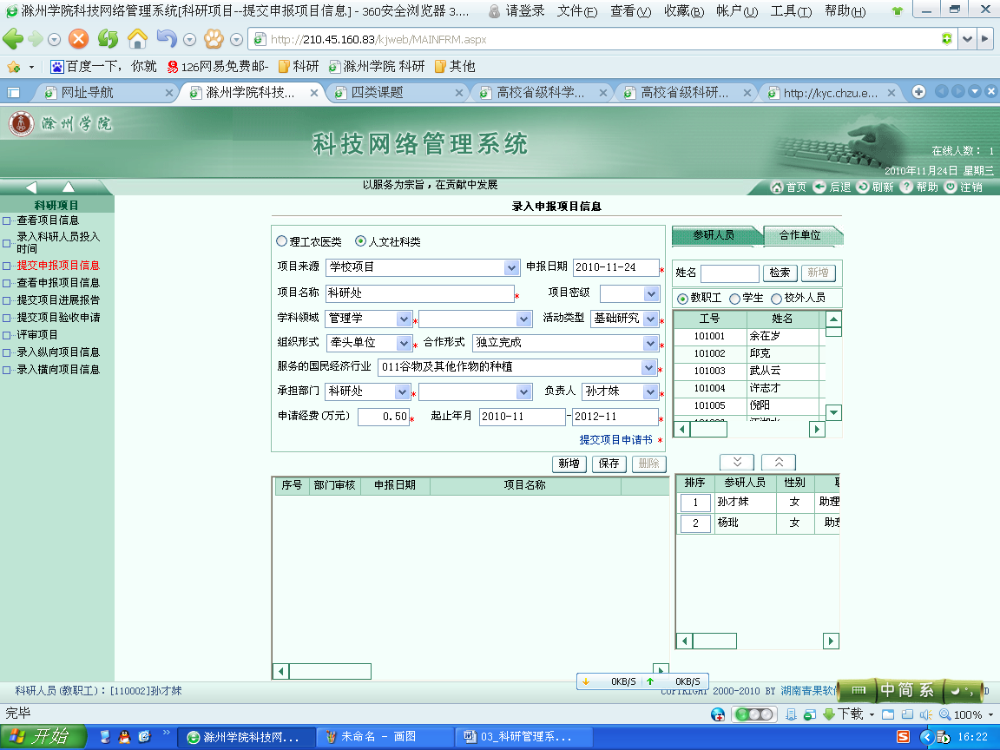 滁州学院科技网络管理系统[科研项目--提交申报项目信息] - 360安全浏览器 3.... 请登录 文件(F) 查看(V) 收藏(B) 帐户(U) 工具(T) 帮助(H)
http://210.45.160.83/kjweb/MAINFRM.aspx
百度一下，你就 126网易免费邮- 科研 滁州学院 科研 其他
网址导航 滁州学院科技... 四类课题 高校省级科学... 高校省级科研... http://kyc.chzu.e...
滁州学院
科技网络管理系统
在线人数： 1
2010年11月24日 星期三
以服务为宗旨，在贡献中发展 首页 后退 刷新 帮助 注销
科研项目
查看项目信息
录入科研人员投入
时间
提交申报项目信息
查看申报项目信息
提交项目进展报告
提交项目验收申请
评审项目
录入纵向项目信息
录入横向项目信息
录入申报项目信息
理工农医类 人文社科类
项目来源 学校项目 申报日期 2010-11-24 *
项目名称 科研处 * 项目密级
学科领域 管理学 * 活动类型 基础研究 *
组织形式 牵头单位 * 合作形式 独立完成 *
服务的国民经济行业 011谷物及其他作物的种植 *
承担部门 科研处 * 负责人 孙才妹 *
申请经费(万元) 0.50 * 起止年月 2010-11 - 2012-11 *
提交项目申请书 *
新增 保存 删除
序号 部门审核 申报日期 项目名称
参研人员 合作单位
姓名 检索 新增
教职工 学生 校外人员
工号 姓名
101001 余在岁
101002 邱克
101003 武从云
101004 许志才
101005 倪阳
排序 参研人员 性别
1 孙才妹 女 助理
2 杨玭 女 助理
0KB/S 0KB/S
科研人员(教职工)：[110002]孙才妹 COPYRIGHT 2000-2010 BY 湖南青果软件
中 简 系
完毕 下载 100%
开始 滁州学院科技网... 未命名 - 画图 03_科研管理系... 16:22